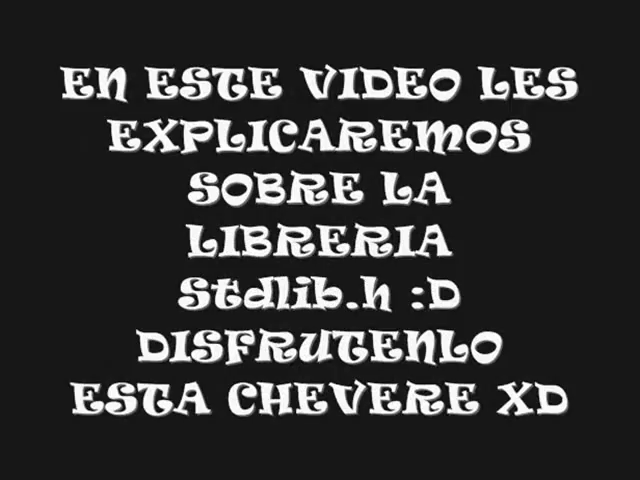 EN ESTE VIDEO LES
EXPLICAREMOS
SOBRE LA
LIBRERIA
Stdlib.h :D
DISFRUTENLO
ESTA CHEVERE XD